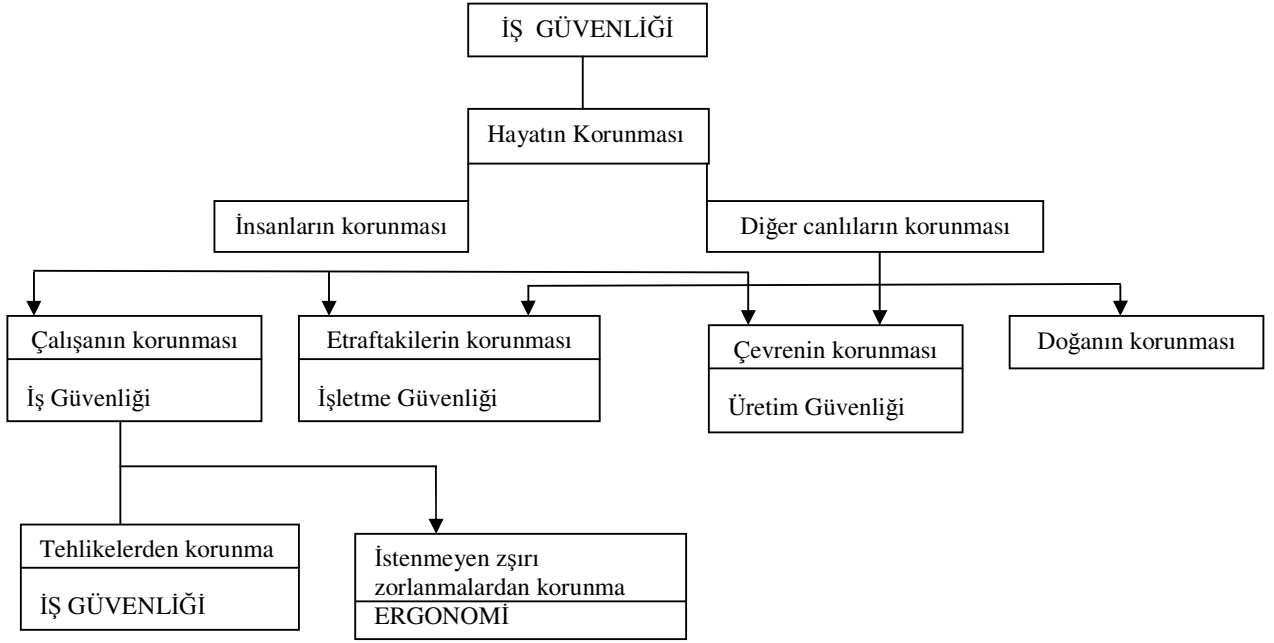 İŞ GÜVENLİĞİ
Hayatın Korunması
İnsanların korunması
Diğer canlıların korunması
Çalışanın korunması
İş Güvenliği
Etraftakilerin korunması
İşletme Güvenliği
Çevrenin korunması
Üretim Güvenliği
Doğanın korunması
Tehlikelerden korunma
İŞ GÜVENLİĞİ
İstenmeyen zşırı
zorlanmalardan korunma
ERGONOMİ